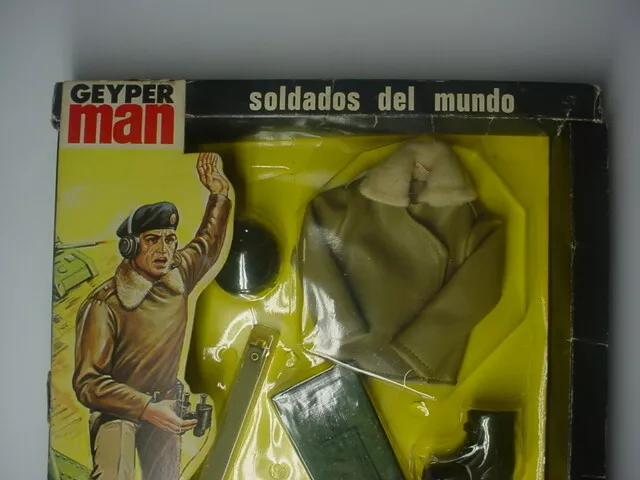 GEYPER
man
soldados del mundo